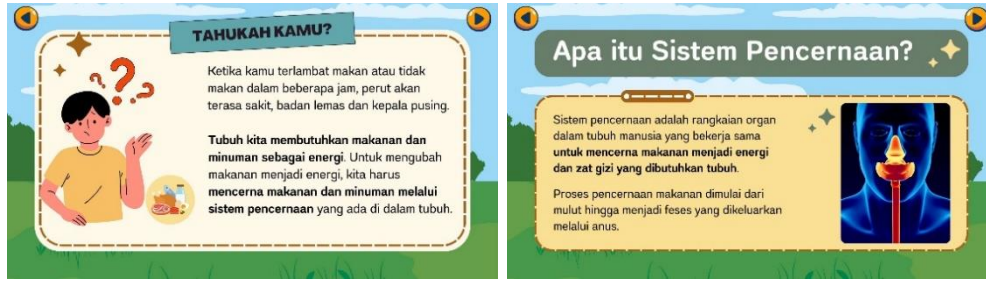 TAHUKAH KAMU?
Ketika kamu terlambat makan atau tidak
makan dalam beberapa jam, perut akan
terasa sakit, badan lemas dan kepala pusing.
Tubuh kita membutuhkan makanan dan
minuman sebagai energi. Untuk mengubah
makanan menjadi energi, kita harus
mencerna makanan dan minuman melalui
sistem pencernaan yang ada di dalam tubuh.
Apa itu Sistem Pencernaan?
Sistem pencernaan adalah rangkaian organ
dalam tubuh manusia yang bekerja sama
untuk mencerna makanan menjadi energi
dan zat gizi yang dibutuhkan tubuh.
Proses pencernaan makanan dimulai dari
mulut hingga menjadi feses yang dikeluarkan
melalui anus.